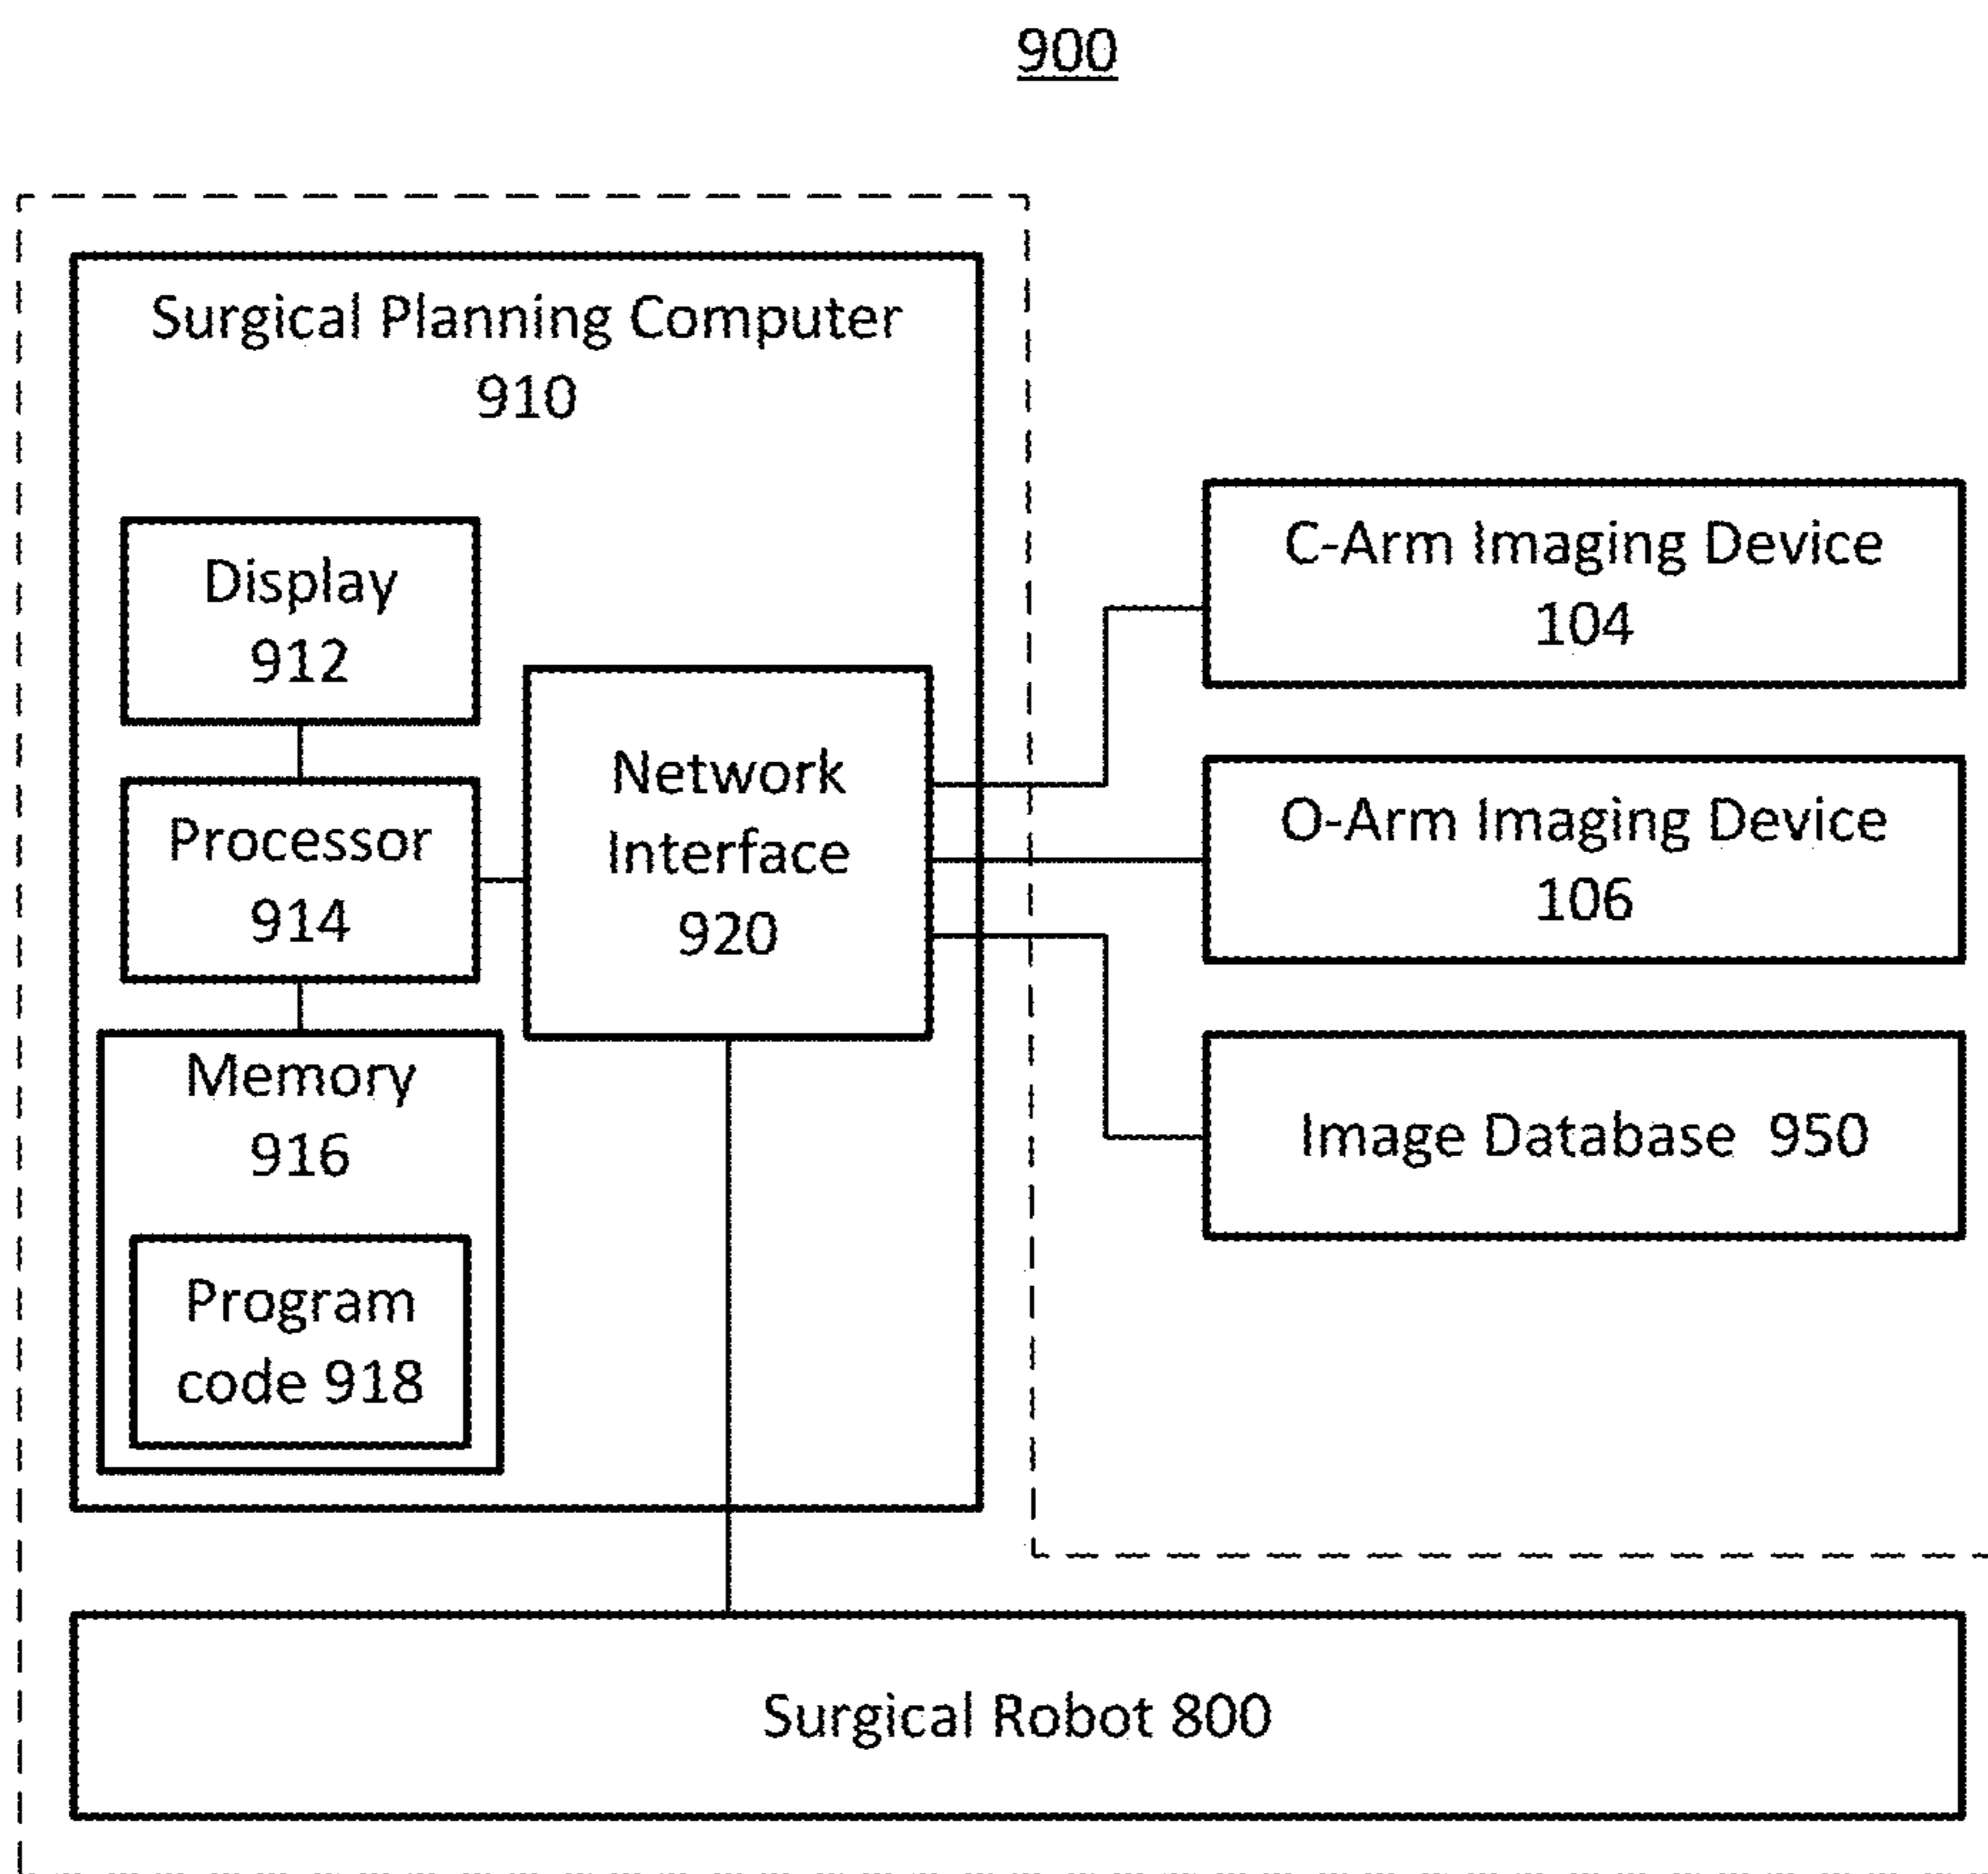 900
Surgical Planning Computer
910
Display
912
Processor
914
Memory
916
Program
code 918
Network
Interface
920
C-Arm Imaging Device
104
O-Arm Imaging Device
106
Image Database 950
Surgical Robot 800